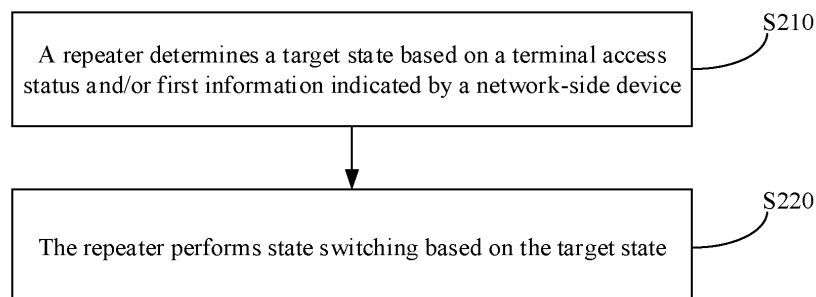 S210
A repeater determines a target state based on a terminal access
status and/or first information indicated by a network-side device
S220
The repeater performs state switching based on the target state